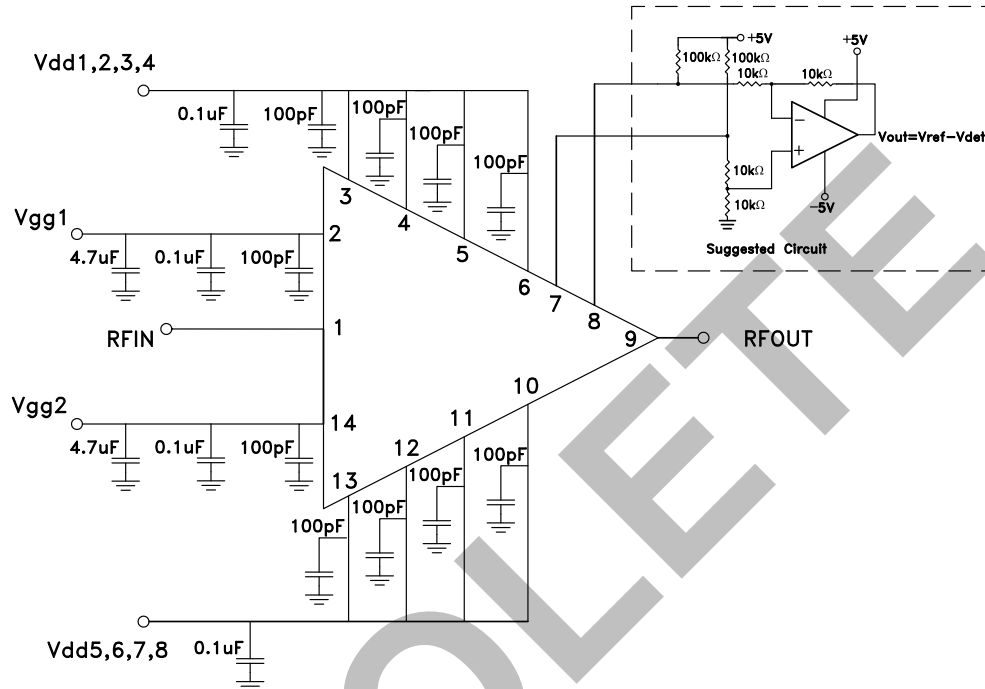 +5V
100kΩ 100kΩ
+5V
10kΩ 10kΩ
Vdd1,2,3,4
0.1uF 100pF 100pF 100pF 100pF
−
+
Vout=Vref-Vdet
10kΩ
10kΩ
-5V
Suggested Circuit
3
4
5
6
7
8
Vgg1
2
4.7uF 0.1uF 100pF
RFIN
1
9
RFOUT
Vgg2
14
4.7uF 0.1uF 100pF
13
12
11
10
100pF 100pF 100pF 100pF
Vdd5,6,7,8
0.1uF
OLETE